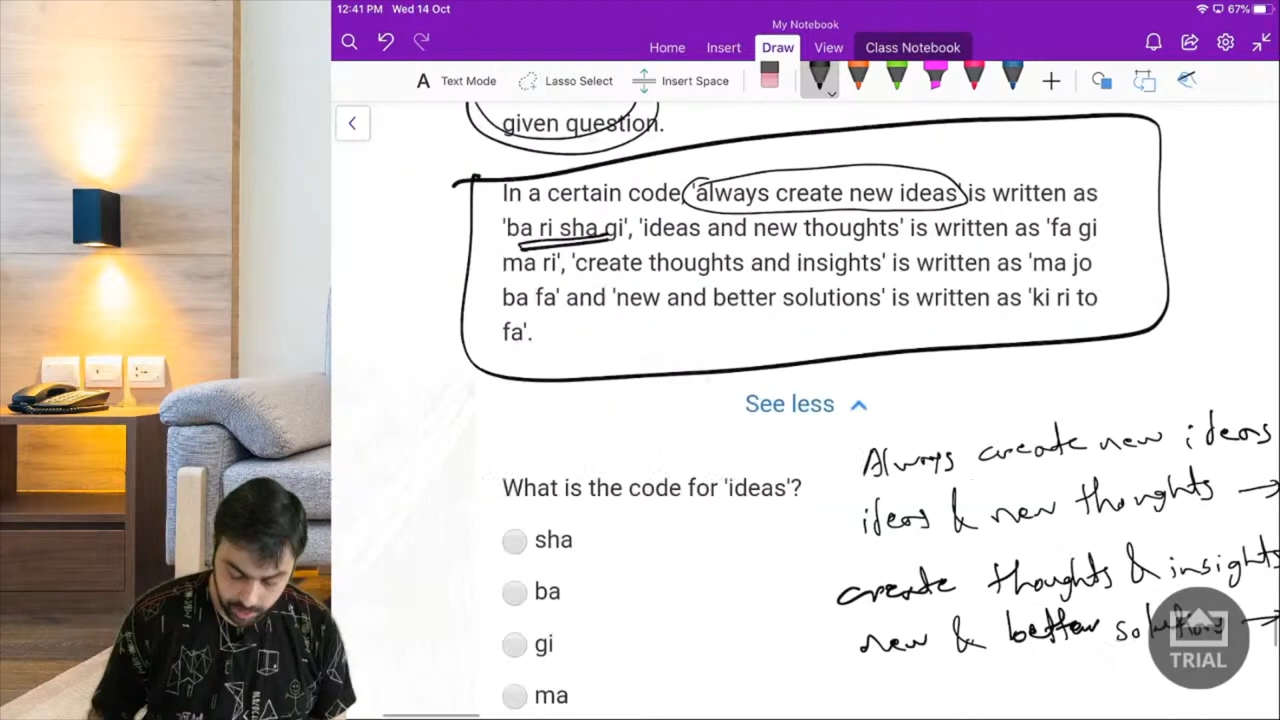 12:41 PM Wed 14 Oct
67%
My Notebook
Home Insert Draw View Class Notebook
A Text Mode Lasso Select Insert Space
given question.
In a certain code, 'always create new ideas' is written as
'ba ri sha gi', 'ideas and new thoughts' is written as 'fa gi
ma ri', 'create thoughts and insights' is written as 'ma jo
ba fa' and 'new and better solutions' is written as 'ki ri to
fa'.
See less
Always create new ideas
What is the code for 'ideas'?
ideas & new thoughts →
sha
create thoughts & insights
ba
new & better solutions →
gi
TRIAL
ma